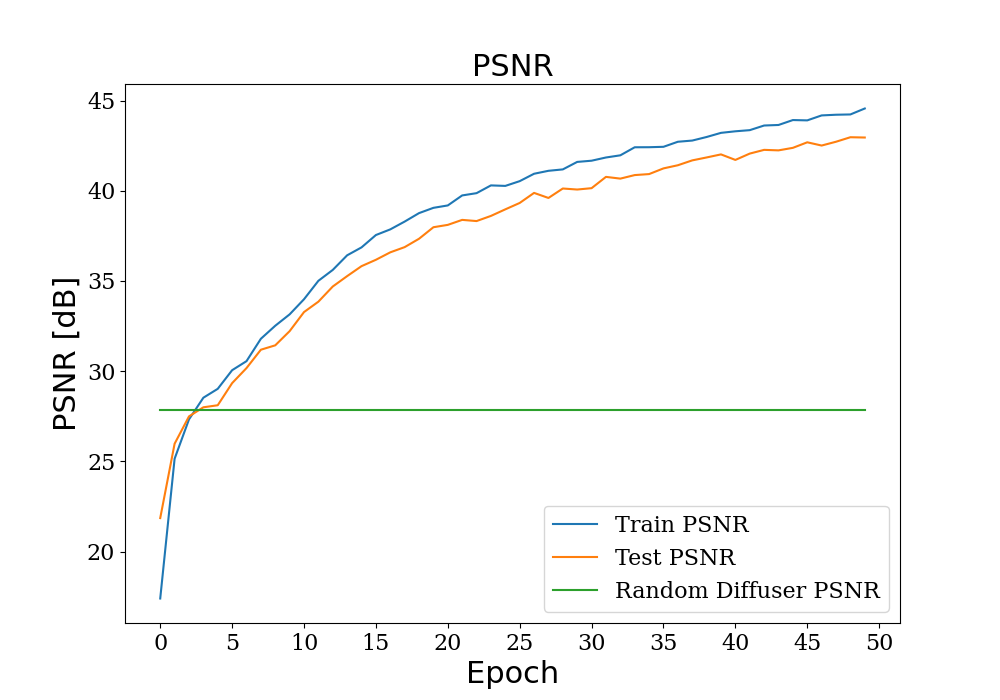 PSNR
PSNR [dB]
45
40
35
30
25
20
Train PSNR
Test PSNR
Random Diffuser PSNR
0 5 10 15 20 25 30 35 40 45 50
Epoch